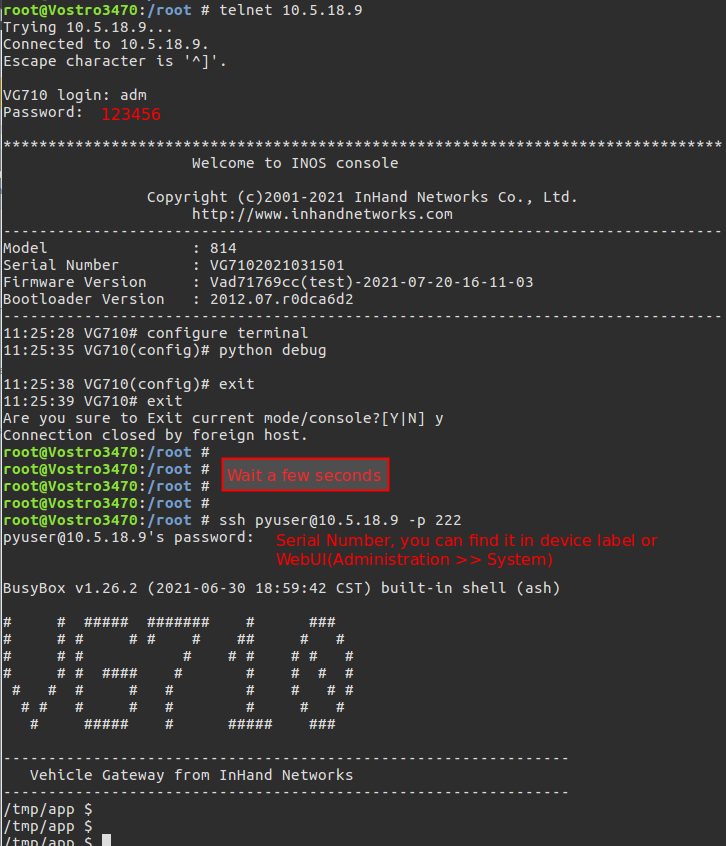 root@Vostro3470:/root # telnet 10.5.18.9
Trying 10.5.18.9...
Connected to 10.5.18.9.
Escape character is '^]'.
VG710 login: adm
Password: 123456
********************************************************************************
Welcome to INOS console
Copyright (c)2001-2021 InHand Networks Co., Ltd.
http://www.inhandnetworks.com
--------------------------------------------------------------------------------
Model : 814
Serial Number : VG7102021031501
Firmware Version : Vad71769cc(test)-2021-07-20-16-11-03
Bootloader Version : 2012.07.r0dca6d2
--------------------------------------------------------------------------------
11:25:28 VG710# configure terminal
11:25:35 VG710(config)# python debug
11:25:38 VG710(config)# exit
11:25:39 VG710# exit
Are you sure to Exit current mode/console?[Y|N] y
Connection closed by foreign host.
root@Vostro3470:/root #
root@Vostro3470:/root # Wait a few seconds
root@Vostro3470:/root #
root@Vostro3470:/root #
root@Vostro3470:/root # ssh pyuser@10.5.18.9 -p 222
pyuser@10.5.18.9's password: Serial Number, you can find it in device label or
WebUI(Administration >> System)
BusyBox v1.26.2 (2021-06-30 18:59:42 CST) built-in shell (ash)
VG710
---------------------------------------------------------------
Vehicle Gateway from InHand Networks
---------------------------------------------------------------
/tmp/app $
/tmp/app $
/tmp/app $